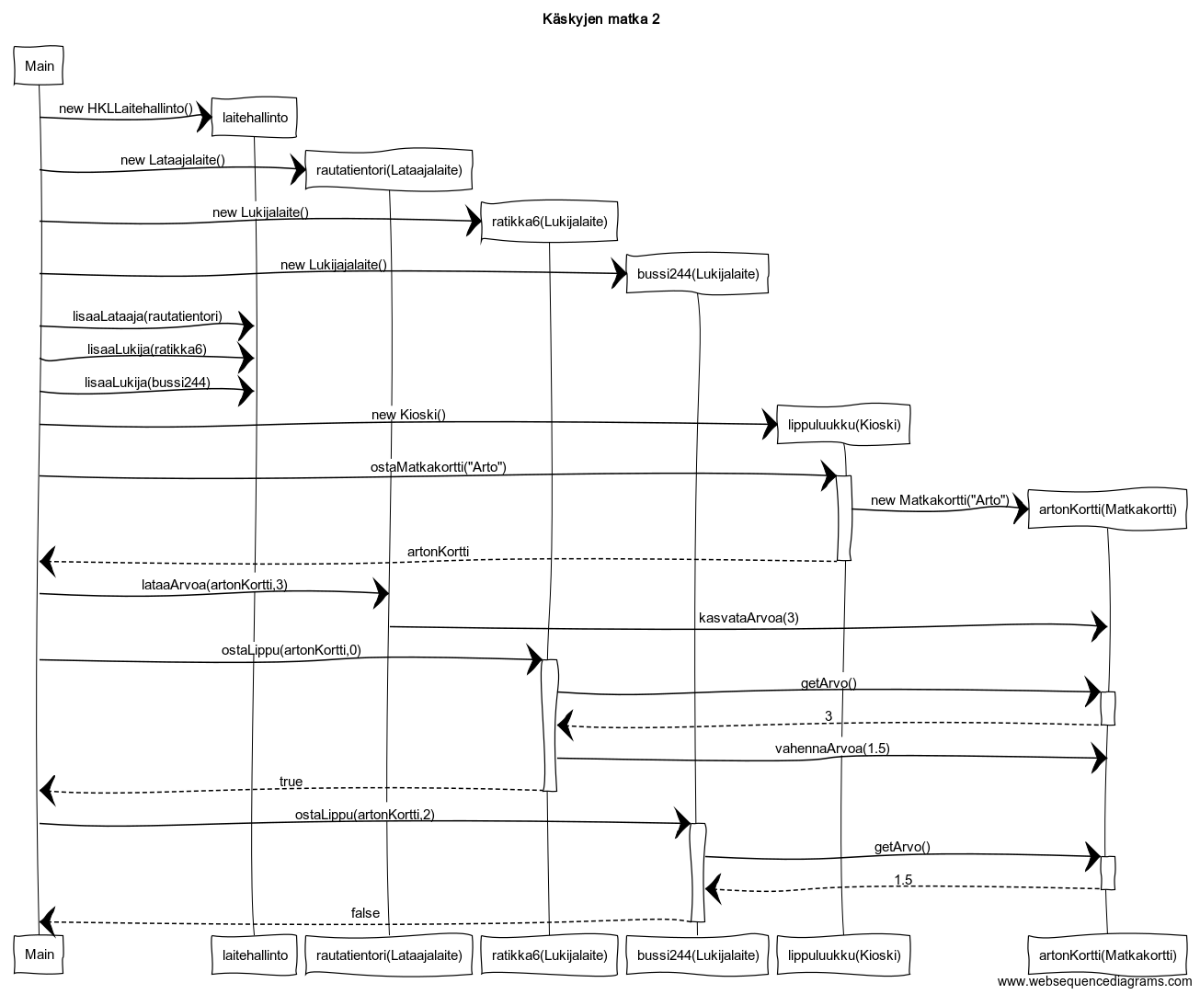 Käskyjen matka 2
Main
new HKLLaitehallinto()
laitehallinto
new Lataajalaite()
rautatientori(Lataajalaite)
new Lukijalaite()
ratikka6(Lukijalaite)
new Lukijajalaite()
bussi244(Lukijalaite)
lisaaLataaja(rautatientori)
lisaaLukija(ratikka6)
lisaaLukija(bussi244)
new Kioski()
lippuluukku(Kioski)
ostaMatkakortti("Arto")
new Matkakortti("Arto")
artonKortti(Matkakortti)
artonKortti
lataaArvoa(artonKortti,3)
kasvataArvoa(3)
ostaLippu(artonKortti,0)
getArvo()
3
vahennaArvoa(1.5)
true
ostaLippu(artonKortti,2)
getArvo()
1.5
false
Main laitehallinto rautatientori(Lataajalaite) ratikka6(Lukijalaite) bussi244(Lukijalaite) lippuluukku(Kioski) artonKortti(Matkakortti)
www.websequencediagrams.com